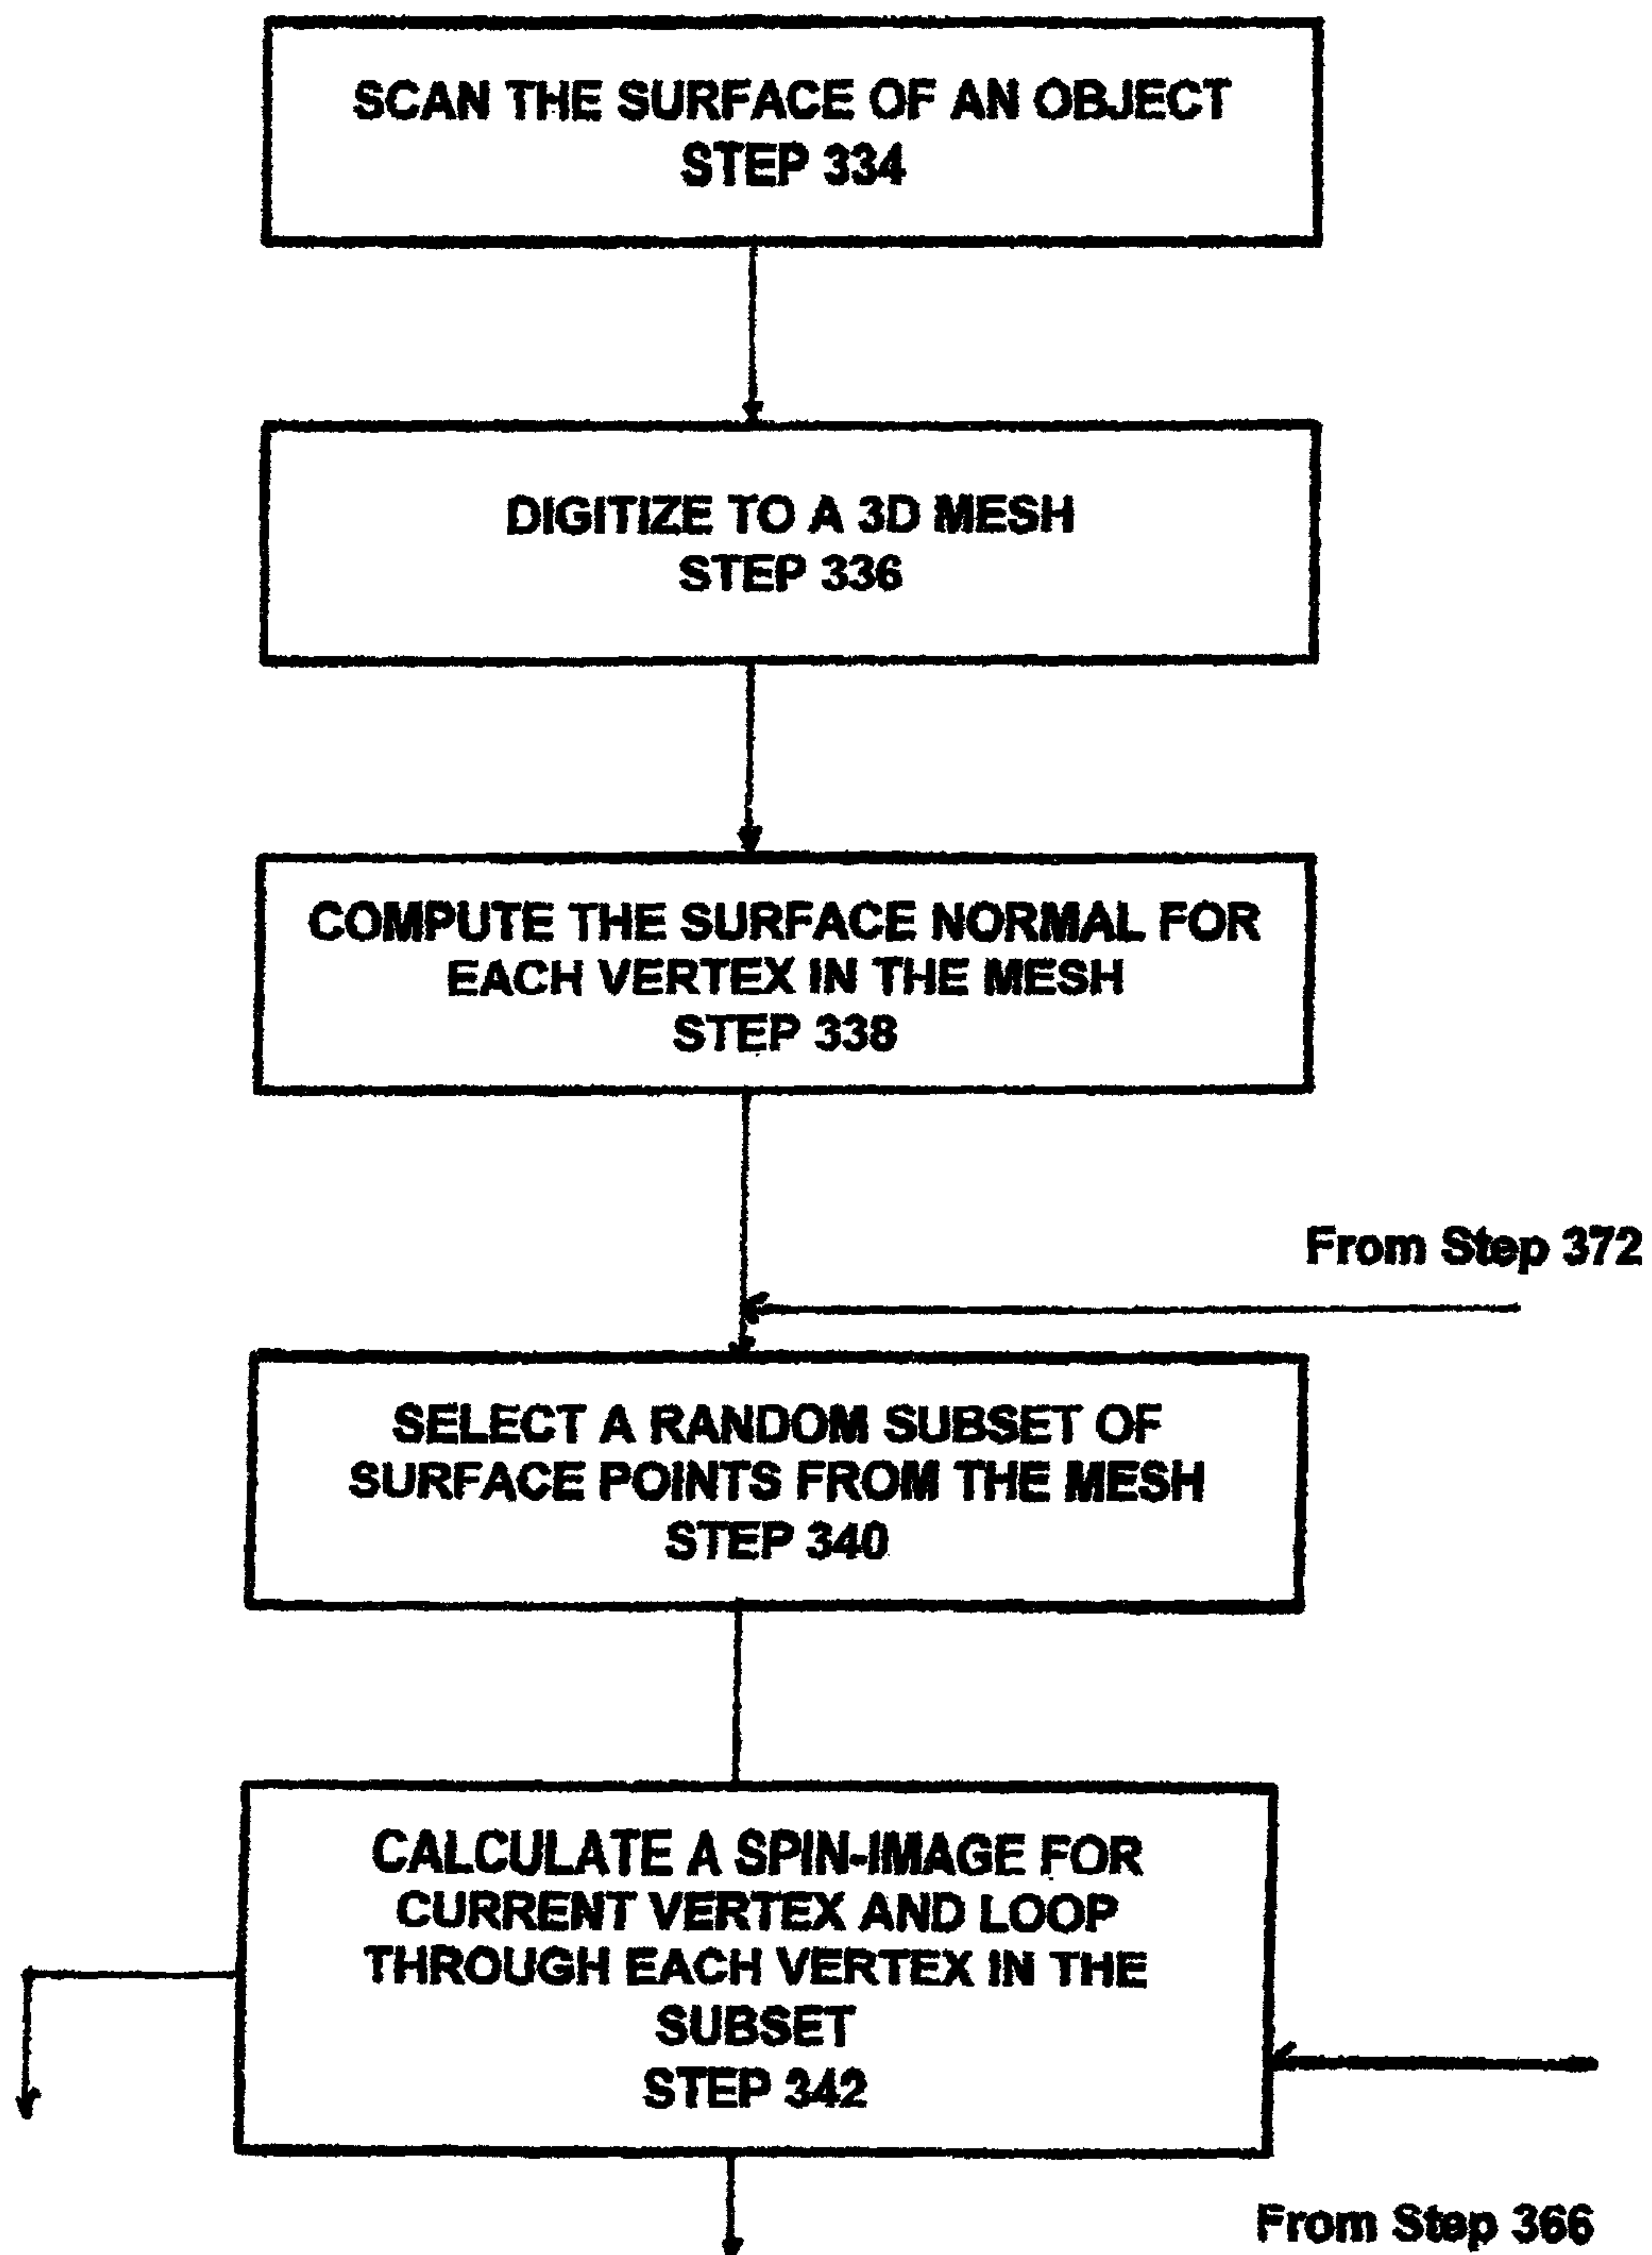 SCAN THE SURFACE OF AN OBJECT
STEP 334
DIGITIZE TO A 3D MESH
STEP 336
COMPUTE THE SURFACE NORMAL FOR
EACH VERTEX IN THE MESH
STEP 338
From Step 372
SELECT A RANDOM SUBSET OF
SURFACE POINTS FROM THE MESH
STEP 340
CALCULATE A SPIN-IMAGE FOR
CURRENT VERTEX AND LOOP
THROUGH EACH VERTEX IN THE
SUBSET
STEP 342
From Step 366